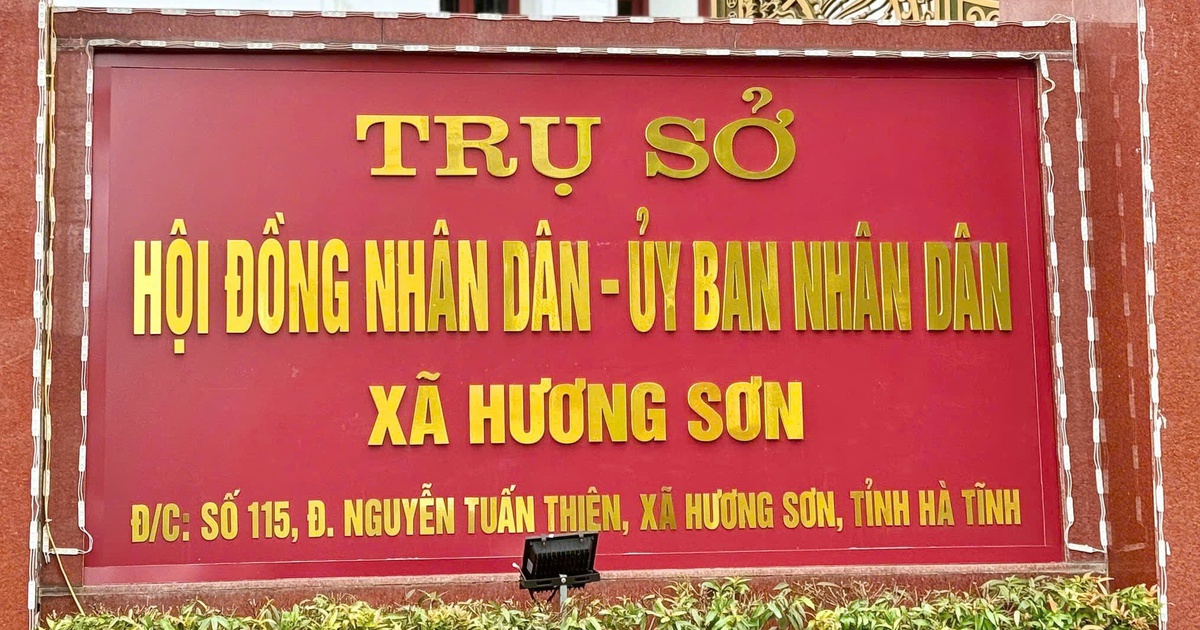 TRỤ SỞ
HỘI ĐỒNG NHÂN DÂN - ỦY BAN NHÂN DÂN
XÃ HƯƠNG SƠN
Đ/C: SỐ 115, Đ. NGUYỄN TUẤN THIỆN, XÃ HƯƠNG SƠN, TỈNH HÀ TĨNH